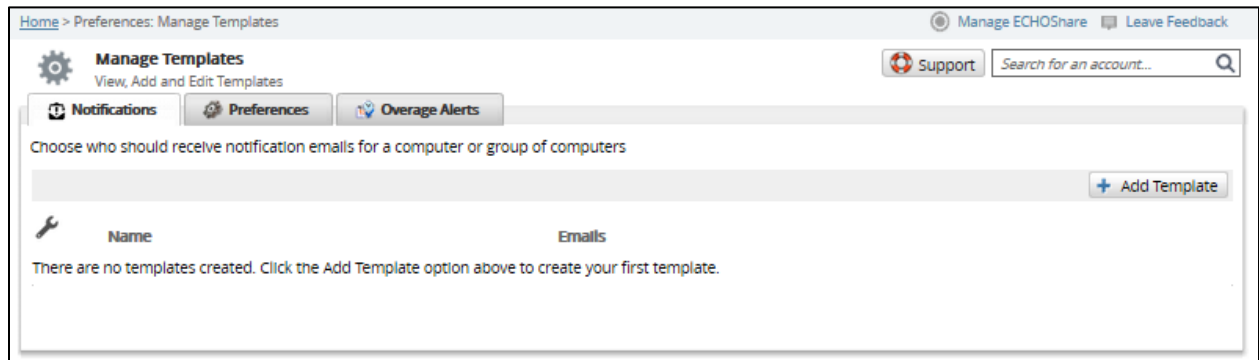 Home > Preferences: Manage Templates
Manage ECHOShare
Leave Feedback
Manage Templates
View, Add and Edit Templates
Support
Search for an account...
Notifications
Preferences
Overage Alerts
Choose who should receive notification emails for a computer or group of computers
+ Add Template
Name
Emails
There are no templates created. Click the Add Template option above to create your first template.